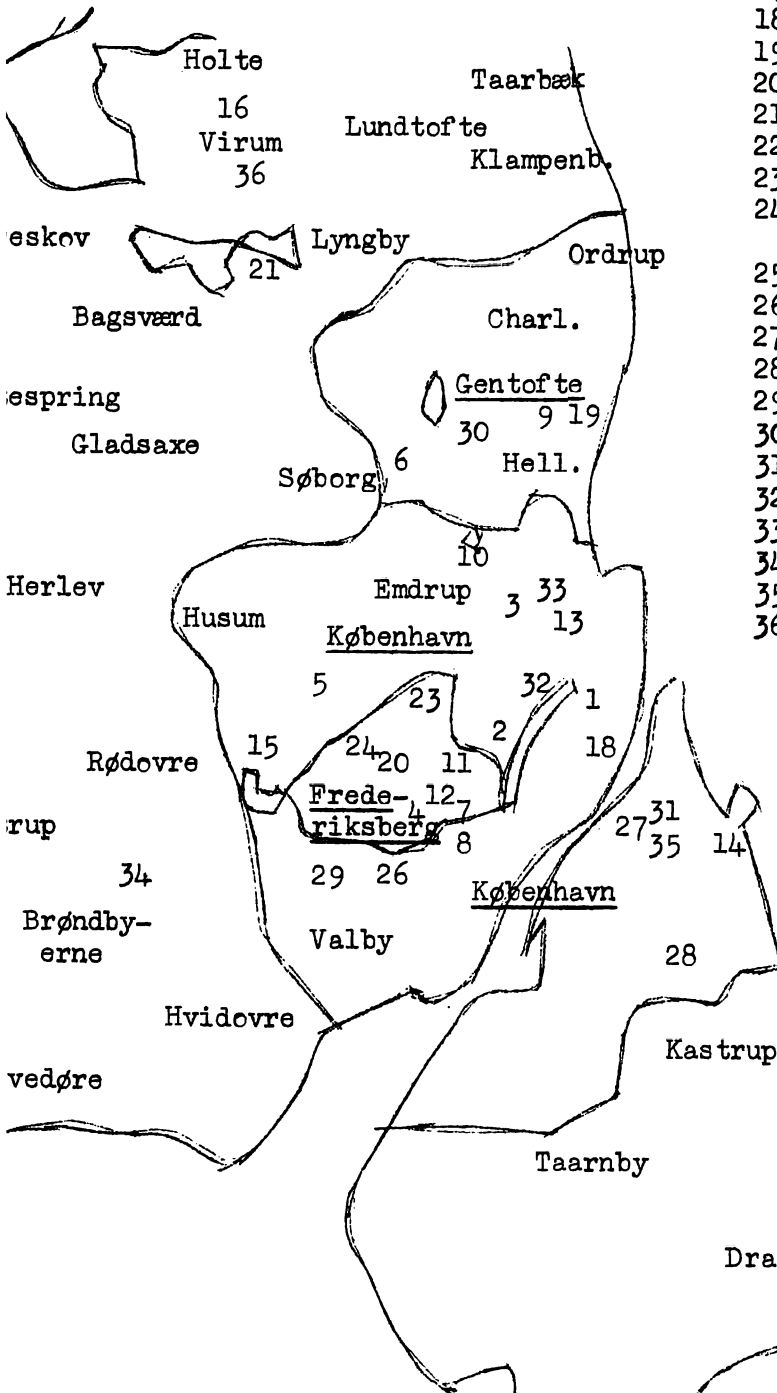 Holte
Taarbæk
16
Lundtofte
Virum
Klampenb.
36
eskov
Lyngby
Ordrup
21
Bagsværd
Charl.
espring
Gentofte
9 19
30
Gladsaxe
6
Hell.
Søborg
10
Herlev
Emdrup
33
3
Husum
13
København
5
23
32
1
2
15
24
20
11
18
Rødovre
Frede-
12
4
7
riksberg
8
rup
27
31
35
14
34
29
26
København
Brøndby-
erne
Valby
28
Hvidovre
Kastrup
vedøre
Taarnby
Dra
18
19
20
21
22
23
24
25
26
27
28
29
30
31
32
33
34
35
36